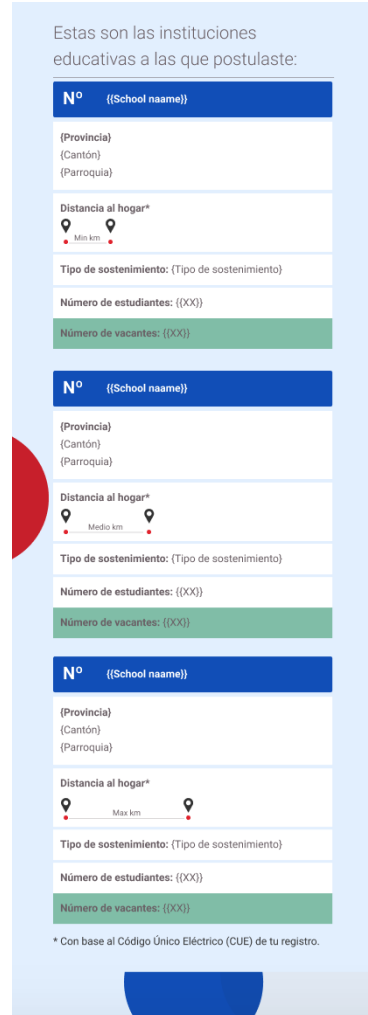 Estas son las instituciones
educativas a las que postulaste:
Nº {{School naame}}
{Provincia}
{Cantón}
{Parroquia}
Distancia al hogar*
Min km
Tipo de sostenimiento: {Tipo de sostenimiento}
Número de estudiantes: {{XX}}
Número de vacantes: {{XX}}
Nº {{School naame}}
{Provincia}
{Cantón}
{Parroquia}
Distancia al hogar*
Medio km
Tipo de sostenimiento: {Tipo de sostenimiento}
Número de estudiantes: {{XX}}
Número de vacantes: {{XX}}
Nº {{School naame}}
{Provincia}
{Cantón}
{Parroquia}
Distancia al hogar*
Max km
Tipo de sostenimiento: {Tipo de sostenimiento}
Número de estudiantes: {{XX}}
Número de vacantes: {{XX}}
* Con base al Código Único Eléctrico (CUE) de tu registro.